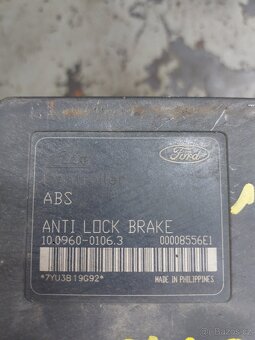 Ford
ABS
ANTI LOCK BRAKE
10.0960-0106.3 00008556E1
*7YU3B19G92* MADE IN PHILIPPINES